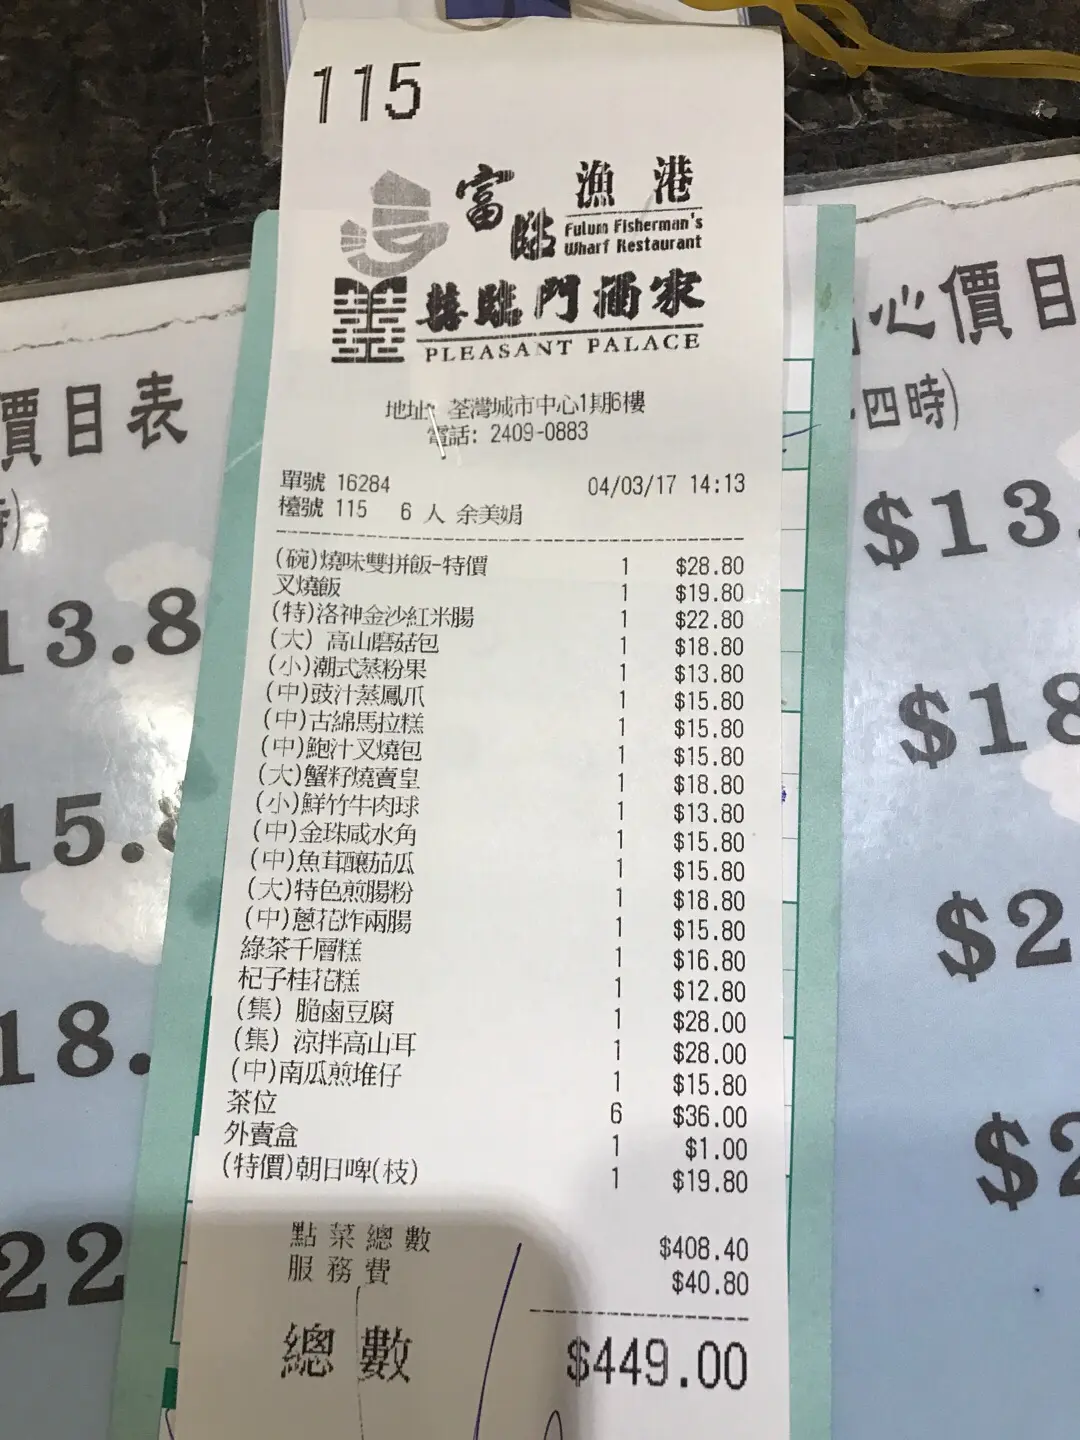 115
富臨 漁港
Fulum Fisherman's
Wharf Restaurant
囍臨門酒家
PLEASANT PALACE
地址: 荃灣城市中心1期6樓
電話: 2409-0883
單號 16284 04/03/17 14:13
檯號 115 6 人 余美娟
(碗)燒味雙拼飯-特價 1 $28.80
叉燒飯 1 $19.80
(特)洛神金沙紅米腸 1 $22.80
(大) 高山磨菇包 1 $18.80
(小)潮式蒸粉果 1 $13.80
(中)豉汁蒸鳳爪 1 $15.80
(中)古綿馬拉糕 1 $15.80
(中)鮑汁叉燒包 1 $15.80
(大)蟹籽燒賣皇 1 $18.80
(小)鮮竹牛肉球 1 $13.80
(中)金珠咸水角 1 $15.80
(中)魚茸釀茄瓜 1 $15.80
(大)特色煎腸粉 1 $18.80
(中)蔥花炸兩腸 1 $15.80
綠茶千層糕 1 $16.80
杞子桂花糕 1 $12.80
(集) 脆鹵豆腐 1 $28.00
(集) 涼拌高山耳 1 $28.00
(中)南瓜煎堆仔 1 $15.80
茶位 6 $36.00
外賣盒 1 $1.00
(特價)朝日啤(枝) 1 $19.80
點菜總數 $408.40
服務費 $40.80
總數 $449.00
價目表
時)
13.8
15.8
18.
22
心價目
四時)
$13.
$18
$2
$2